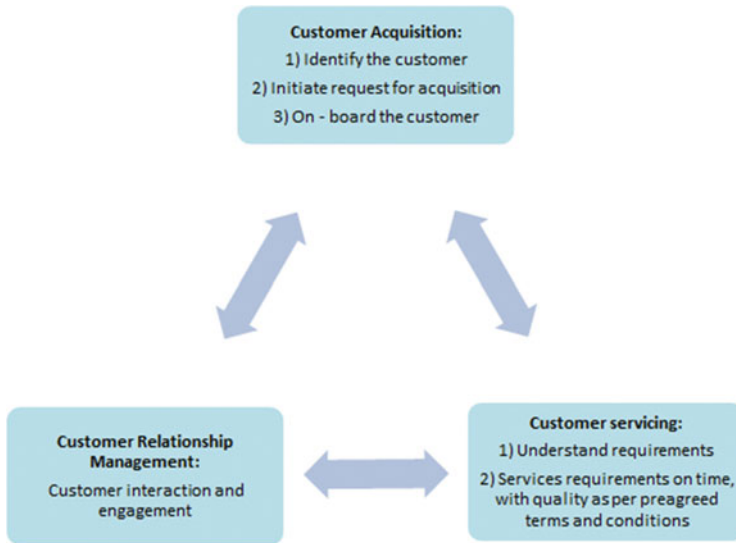 Customer Acquisition:
1) Identify the customer
2) Initiate request for acquisition
3) On - board the customer
Customer Relationship
Management:
Customer interaction and
engagement
Customer servicing:
1) Understand requirements
2) Services requirements on time,
with quality as per preagreed
terms and conditions